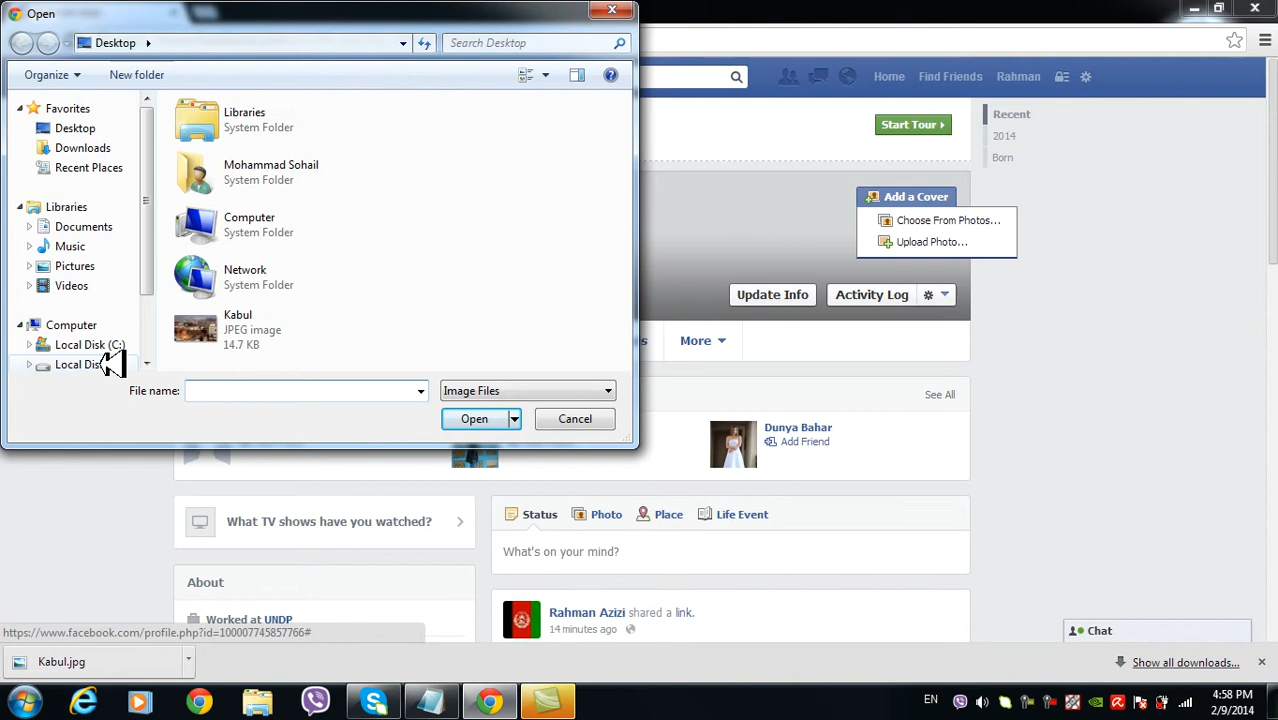 Open
Desktop
Search Desktop
Organize
New folder
Favorites
Desktop
Downloads
Recent Places
Libraries
Documents
Music
Pictures
Videos
Computer
Local Disk (C:)
Local
Libraries
System Folder
Mohammad Sohail
System Folder
Computer
System Folder
Network
System Folder
Kabul
JPEG image
14.7 KB
File name:
Image Files
Open
Cancel
Home
Find Friends
Rahman
Start Tour
Recent
2014
Born
Add a Cover
Choose From Photos...
Upload Photo...
Update Info
Activity Log
More
See All
Dunya Bahar
Add Friend
What TV shows have you watched?
Status
Photo
Place
Life Event
What's on your mind?
About
Worked at UNDP
Rahman Azizi shared a link.
14 minutes ago
https://www.facebook.com/profile.php?id=100007745857766#
Chat
Kabul.jpg
Show all downloads...
EN
4:58 PM
2/9/2014